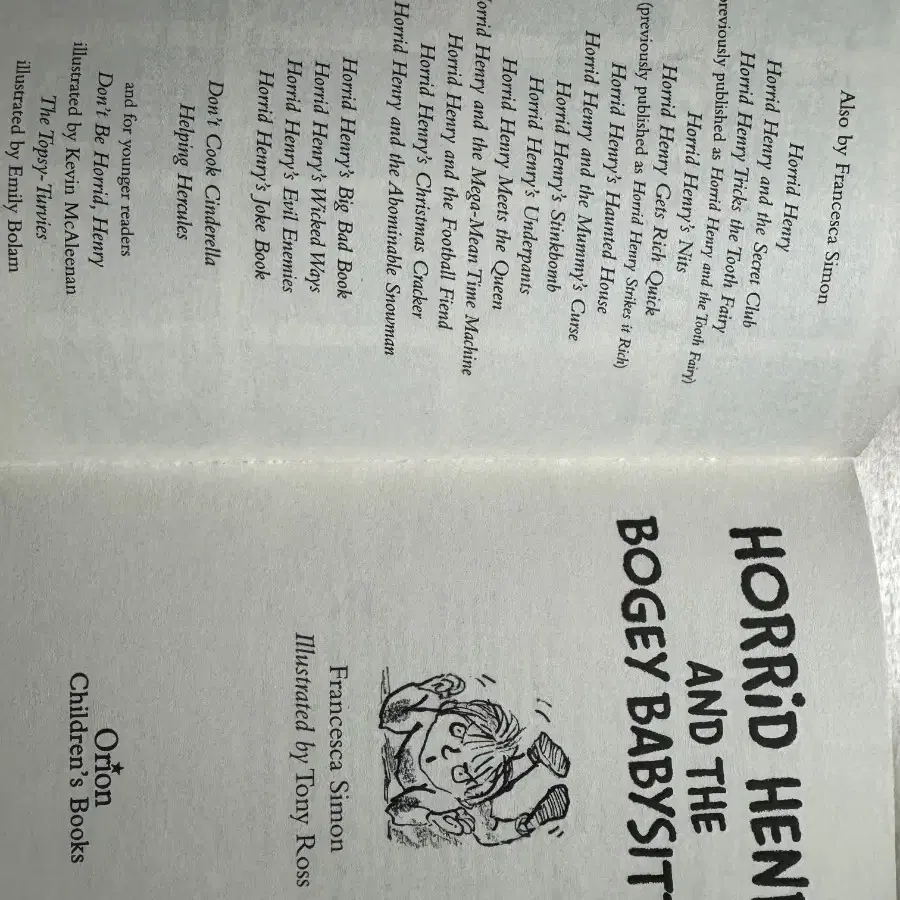 Also by Francesca Simon
Horrid Henry
Horrid Henry and the Secret Club
Horrid Henry Tricks the Tooth Fairy
previously published as Horrid Henry and the Tooth Fairy)
Horrid Henry's Nits
Horrid Henry Gets Rich Quick
(previously published as Horrid Henry Strikes it Rich)
Horrid Henry's Haunted House
Horrid Henry and the Mummy's Curse
Horrid Henry's Stinkbomb
Horrid Henry's Underpants
Horrid Henry Meets the Queen
orrid Henry and the Mega-Mean Time Machine
Horrid Henry and the Football Fiend
Horrid Henry's Christmas Cracker
Horrid Henry and the Abominable Snowman
Horrid Henry's Big Bad Book
Horrid Henry's Wicked Ways
Horrid Henry's Evil Enemies
Horrid Henry's Joke Book
Don't Cook Cinderella
Helping Hercules
and for younger readers
Don't Be Horrid, Henry
illustrated by Kevin McAleenan
The Topsy-Turvies
illustrated by Emily Bolam
HORRiD HEN
AND THE
BOGEY BABYSIT
Francesca Simon
Illustrated by Tony Ross
Orion
Children's Books